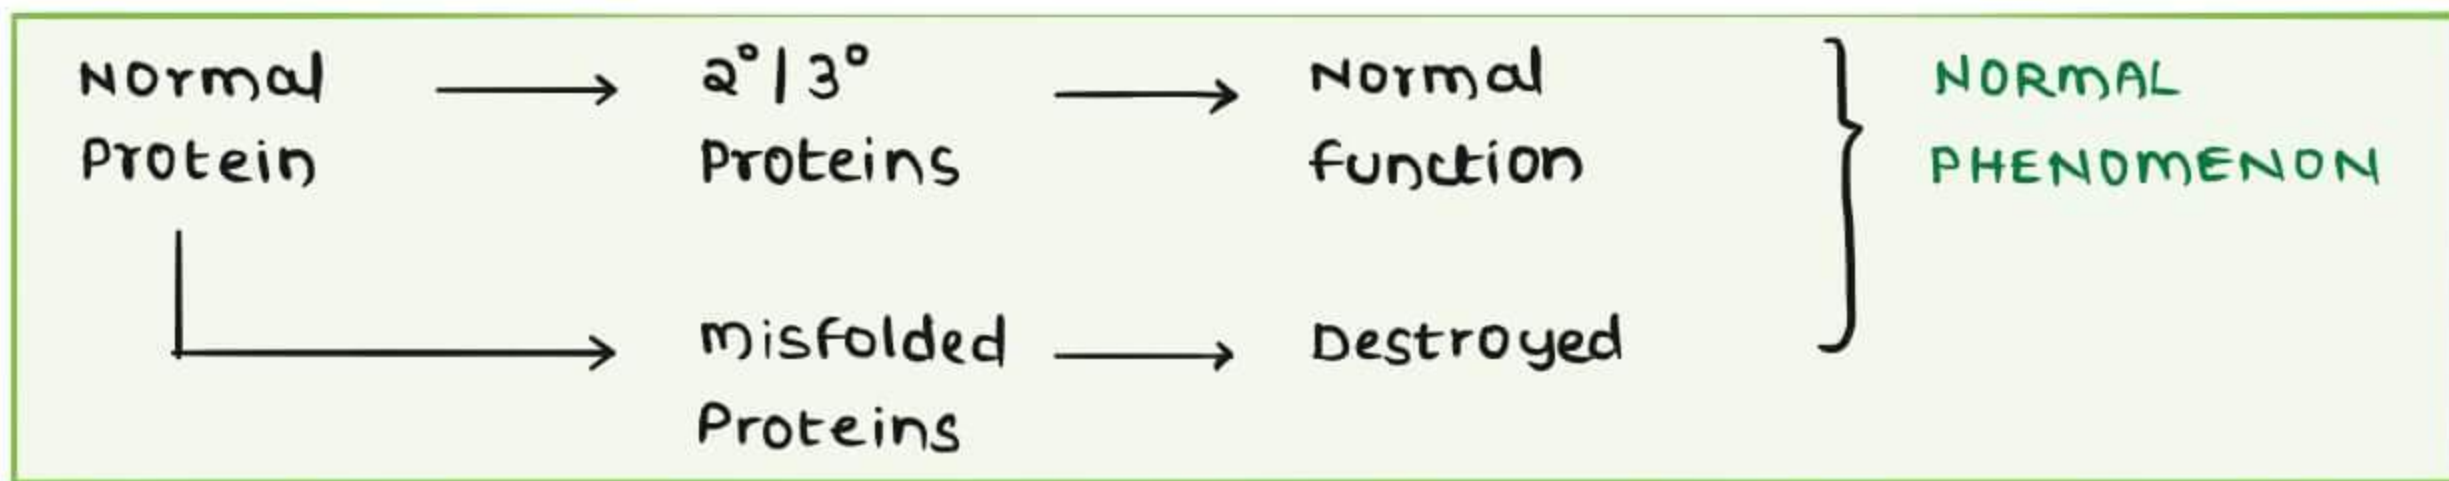 Normal → 2°/3° → Normal } NORMAL
Protein Proteins function PHENOMENON
misfolded → Destroyed
Proteins